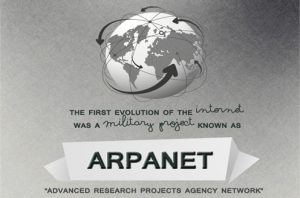 THE FIRST EVOLUTION OF THE internet
WAS A military project KNOWN AS
ARPANET
"ADVANCED RESEARCH PROJECTS AGENCY NETWORK"